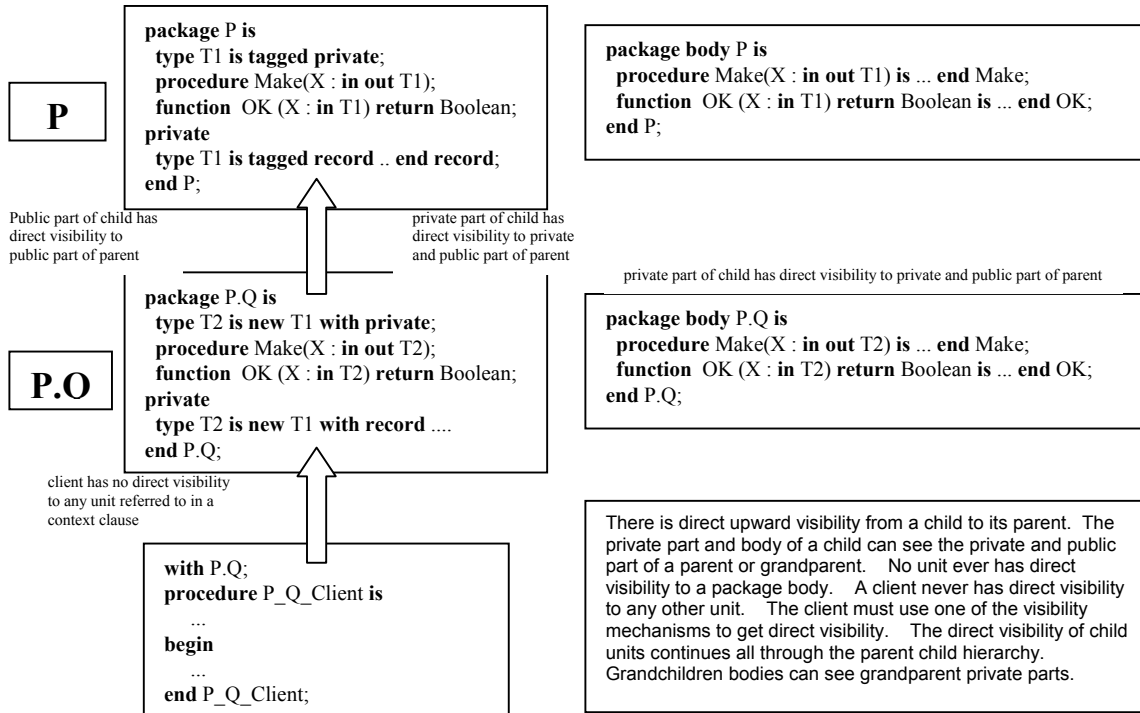 package P is
type T1 is tagged private;
procedure Make(X : in out T1);
function OK (X : in T1) return Boolean;
private
type T1 is tagged record .. end record;
end P;
package body P is
procedure Make(X : in out T1) is ... end Make;
function OK (X : in T1) return Boolean is ... end OK;
end P;
P
Public part of child has
direct visibility to
public part of parent
private part of child has
direct visibility to private
and public part of parent
private part of child has direct visibility to private and public part of parent
package P.Q is
type T2 is new T1 with private;
procedure Make(X : in out T2);
function OK (X : in T2) return Boolean;
private
type T2 is new T1 with record ....
end P.Q;
package body P.Q is
procedure Make(X : in out T2) is ... end Make;
function OK (X : in T2) return Boolean is ... end OK;
end P.Q;
P.O
client has no direct visibility
to any unit referred to in a
context clause
with P.Q;
procedure P_Q_Client is
...
begin
...
end P_Q_Client;
There is direct upward visibility from a child to its parent. The
private part and body of a child can see the private and public
part of a parent or grandparent. No unit ever has direct
visibility to a package body. A client never has direct visibility
to any other unit. The client must use one of the visibility
mechanisms to get direct visibility. The direct visibility of child
units continues all through the parent child hierarchy.
Grandchildren bodies can see grandparent private parts.